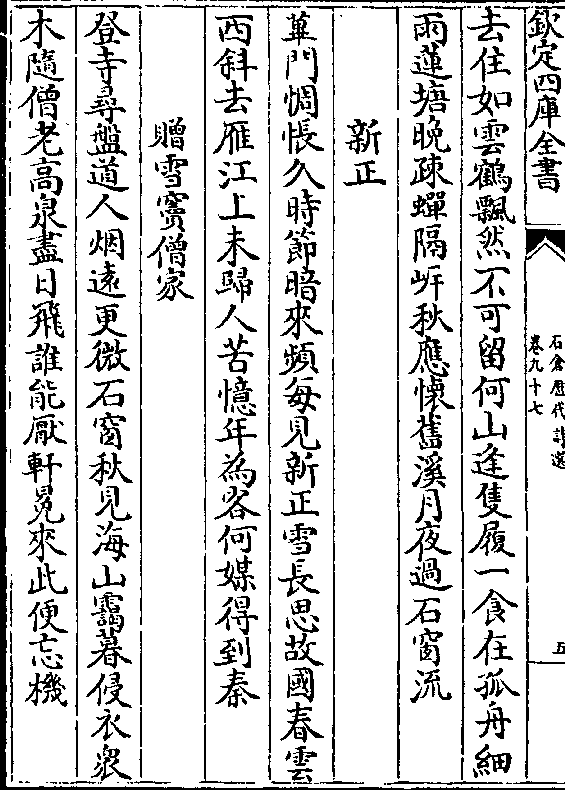 欽定四庫全書
石倉歷代詩選
卷九十七
五
去住如雲鶴飄然不可留何山逢隻履一食在孤舟細
雨蓮塘晚疎蟬隔岍秋應懷舊溪月夜過石窗流
新正
蓽門惆悵久時節暗來頻每見新正雪長思故國春雲
西斜去雁江上未歸人苦憶年為客何媒得到秦
贈雪竇僧家
登寺尋盤道人烟遠更微石窗秋見海山靄暮侵衣衆
木隨僧老高泉盡日飛誰能厭軒冕來此便忘機